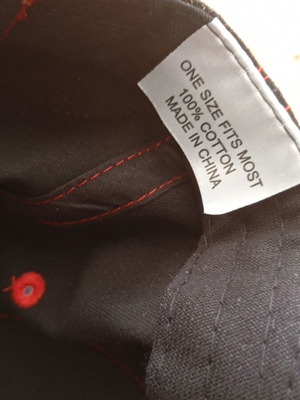 ONE SIZE FITS MOST
100% COTTON
MADE IN CHINA